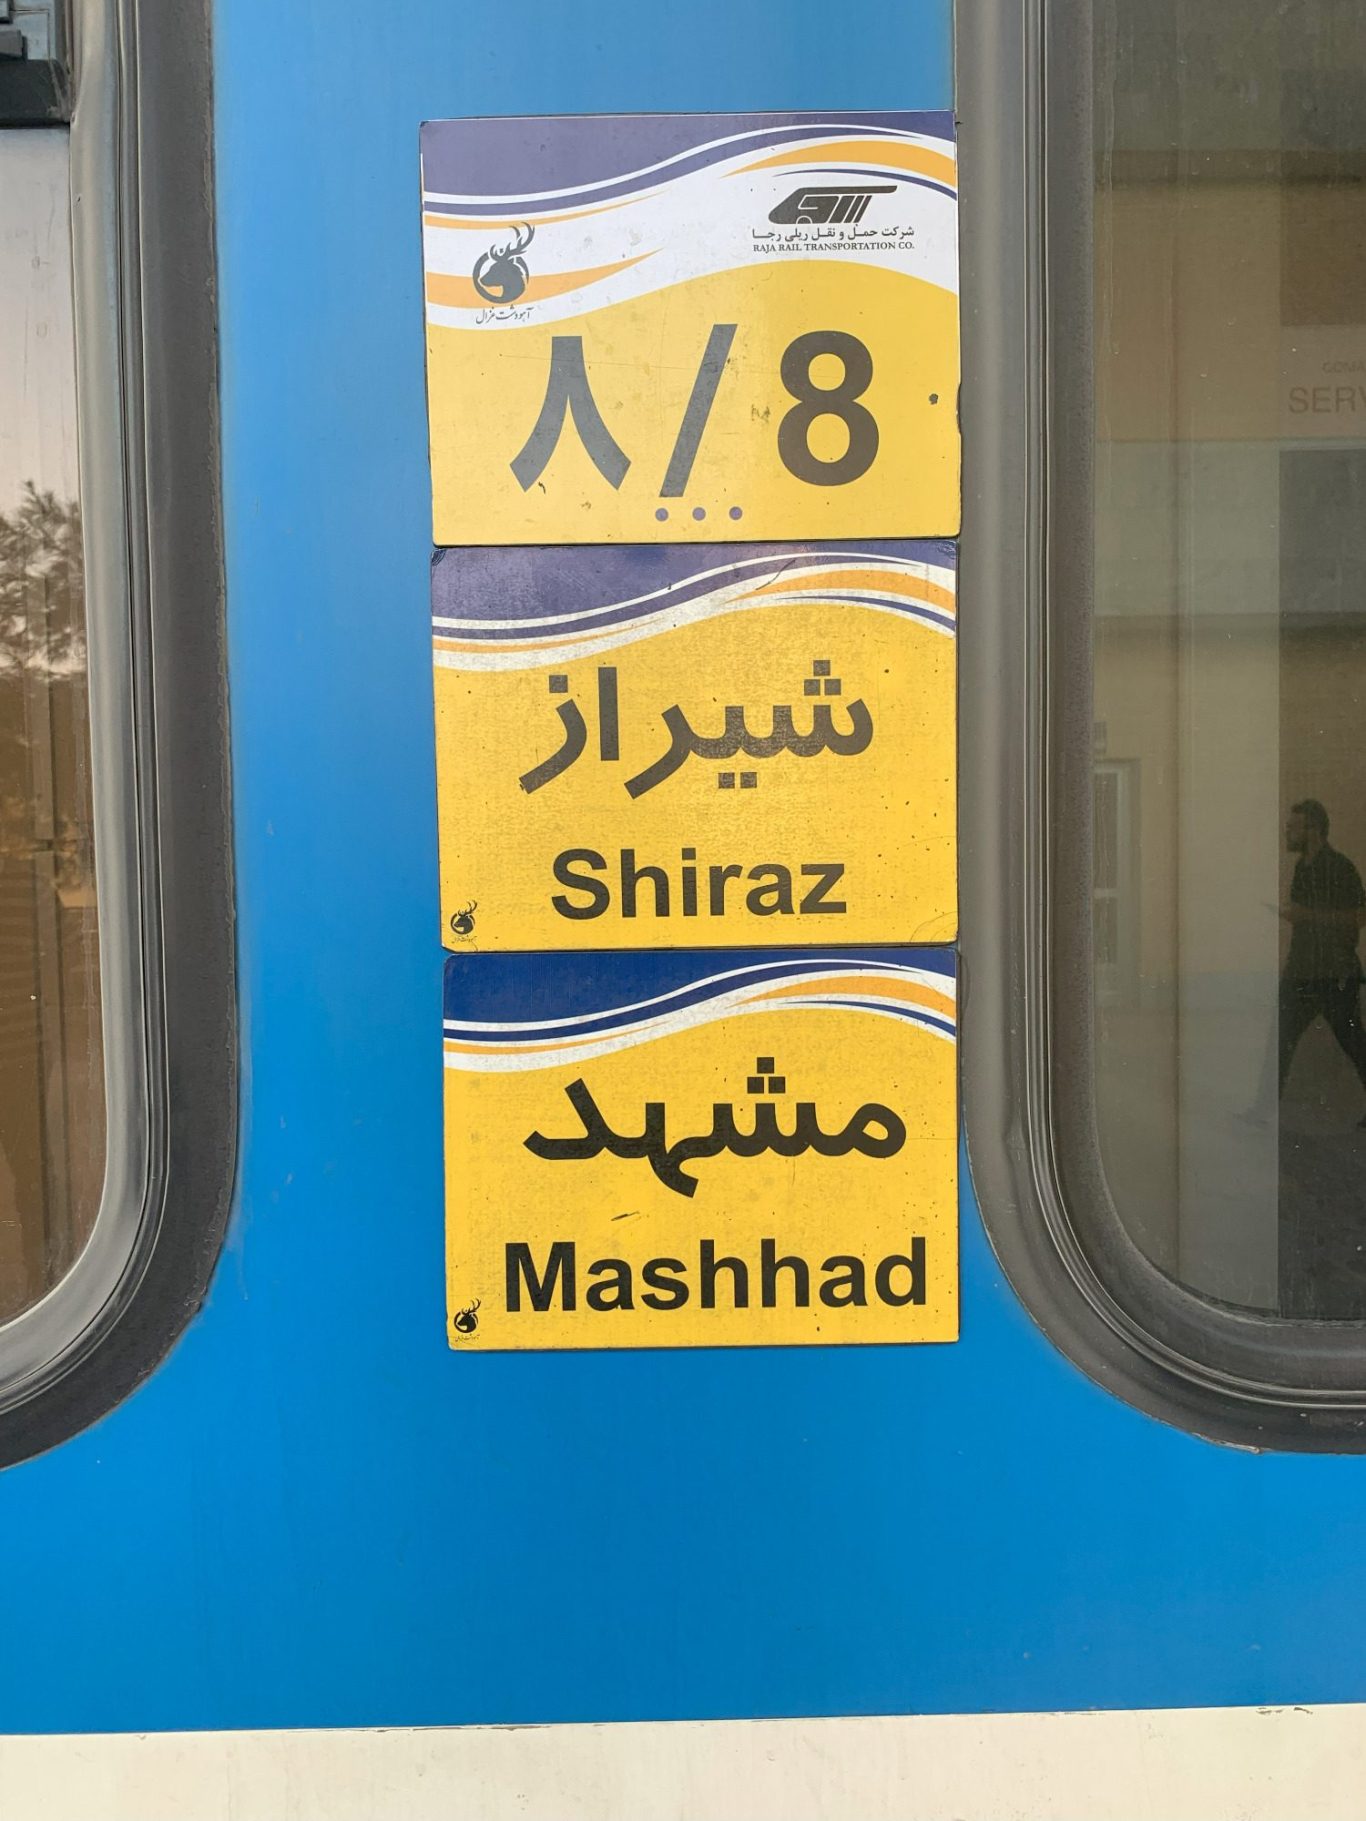 شرکت حمل و نقل ریلی رجا
RAJA RAIL TRANSPORTATION CO.
آهودشت غزال
۸/8
شیراز
Shiraz
مشهد
Mashhad